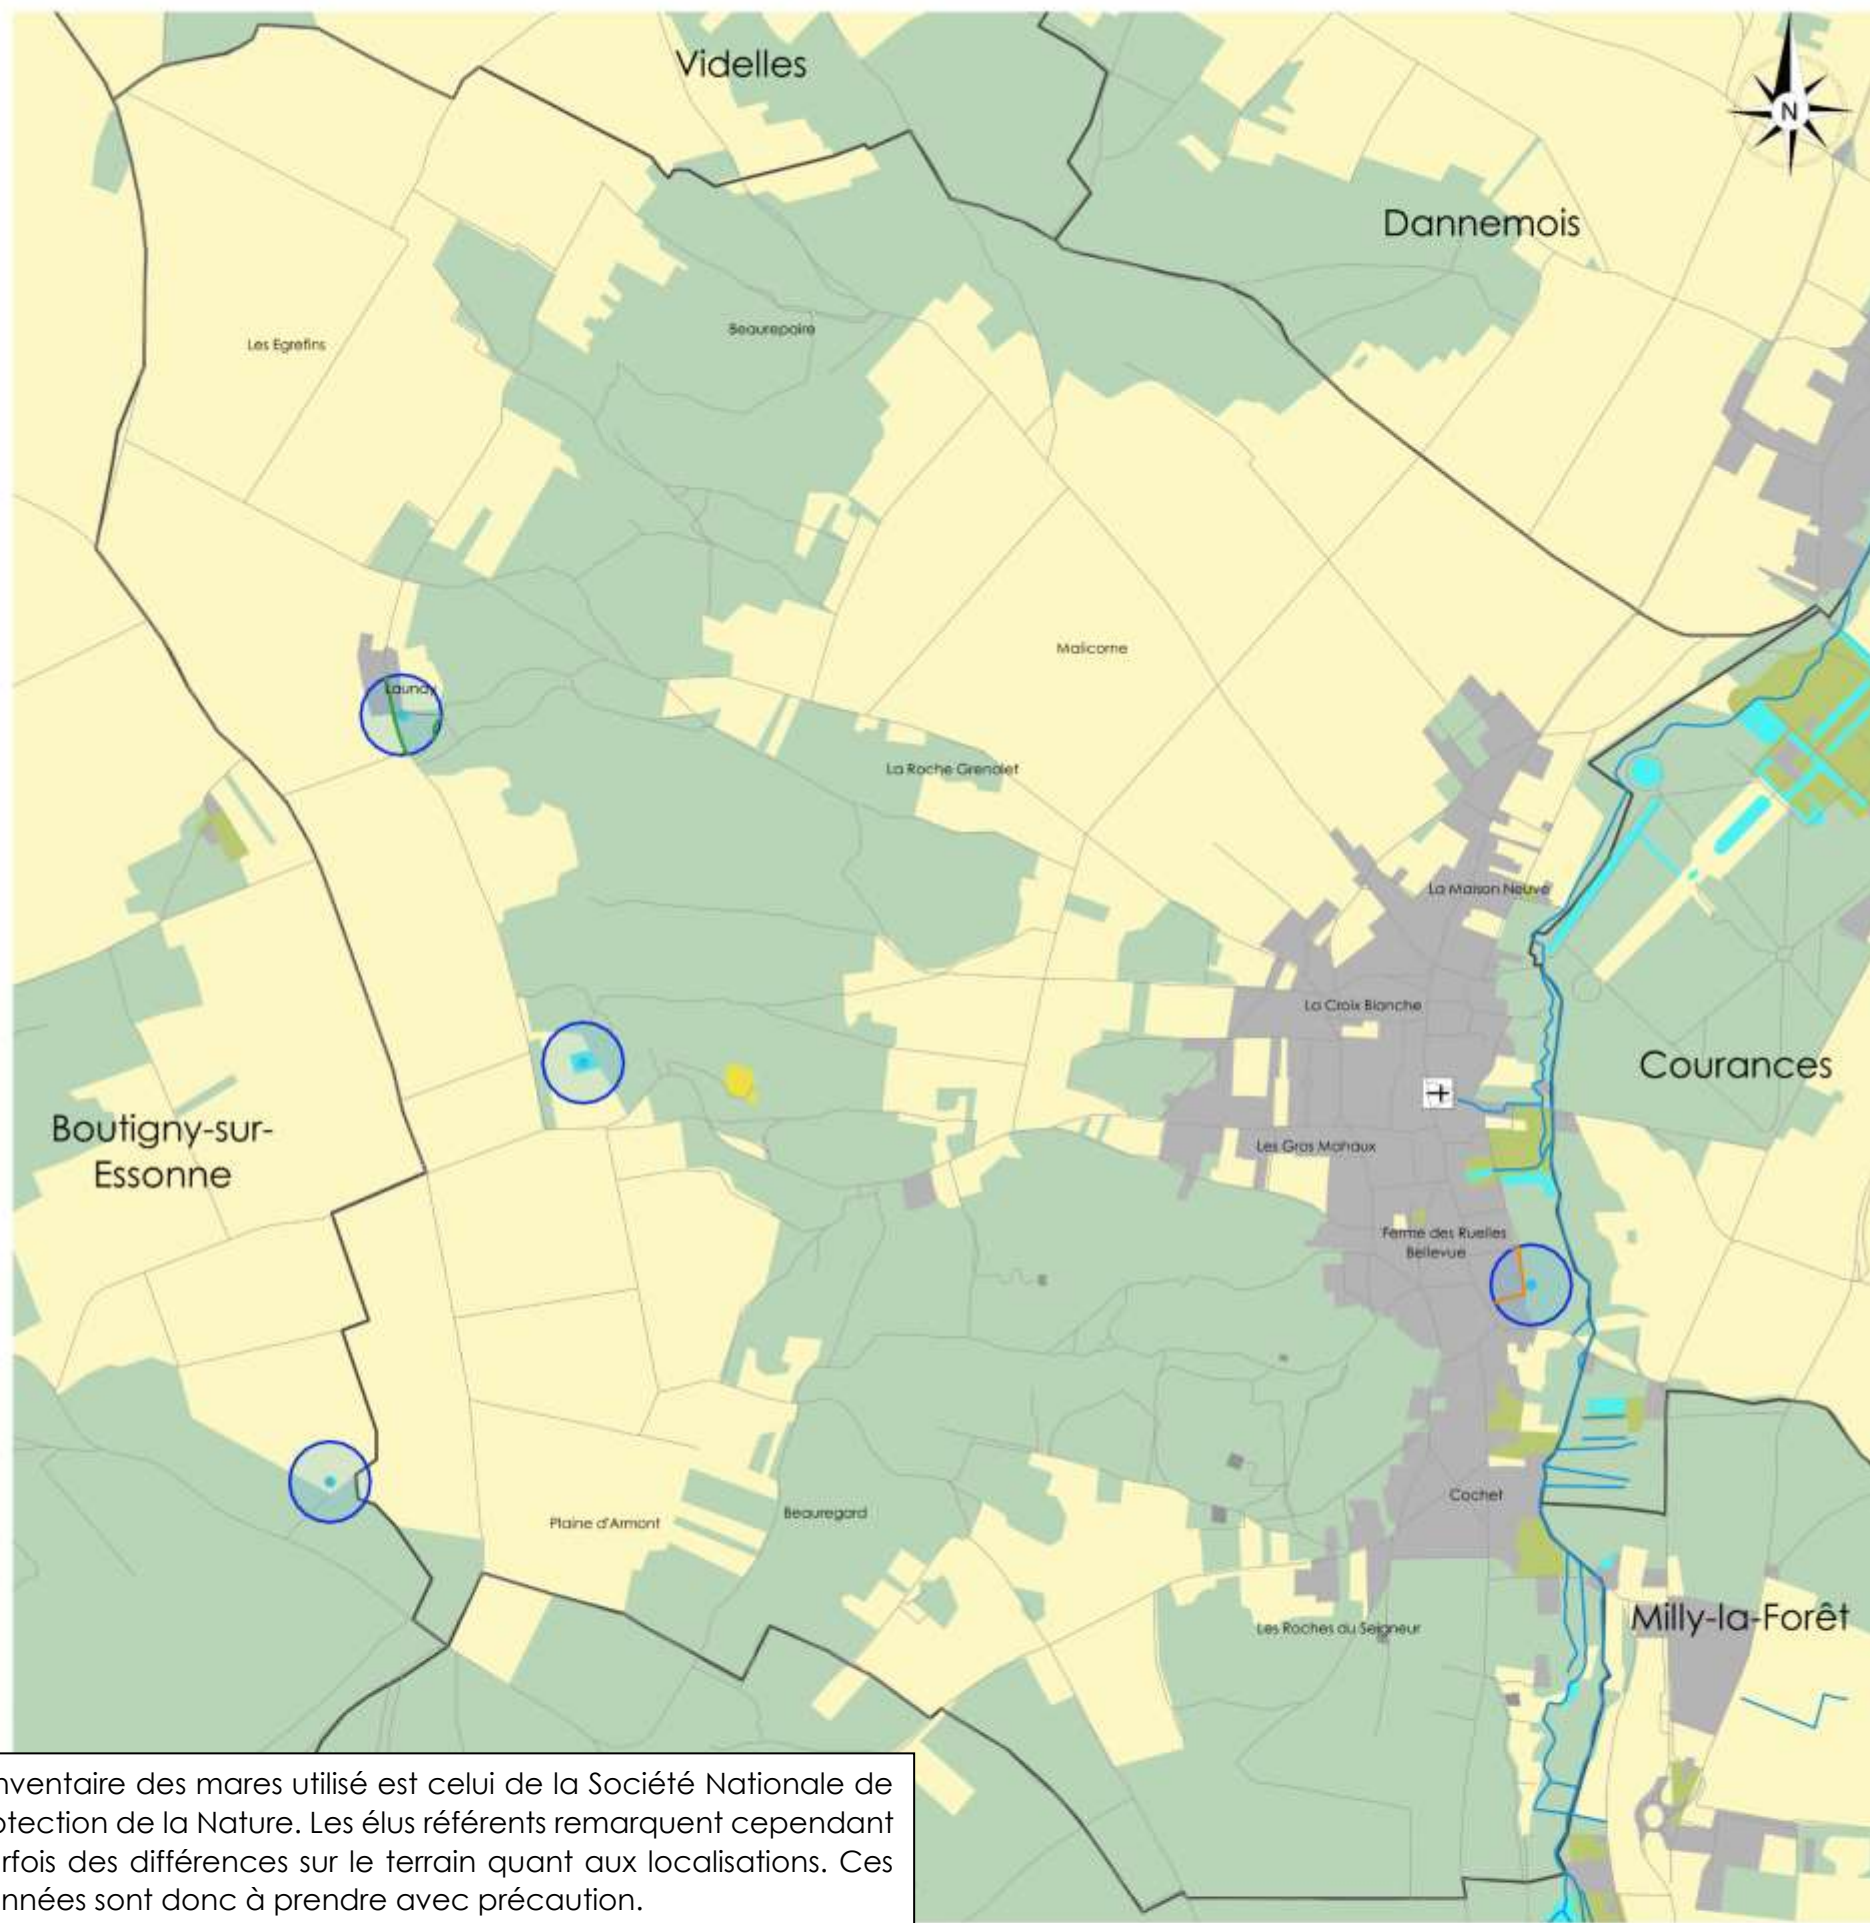 Videlles
N
Dannemois
Beaurepaire
Les Egrefins
Malicorne
Launay
La Roche Grenolet
La Maison Neuve
La Croix Blanche
Courances
Boutigny-sur-
Essonne
Les Gros Mahaux
Ferme des Ruelles
Bellevue
Cochet
Beauregard
Plaine d'Armont
Milly-la-Forêt
Les Roches du Seigneur
nventaire des mares utilisé est celui de la Société Nationale de
otection de la Nature. Les élus référents remarquent cependant
rfois des différences sur le terrain quant aux localisations. Ces
nnées sont donc à prendre avec précaution.